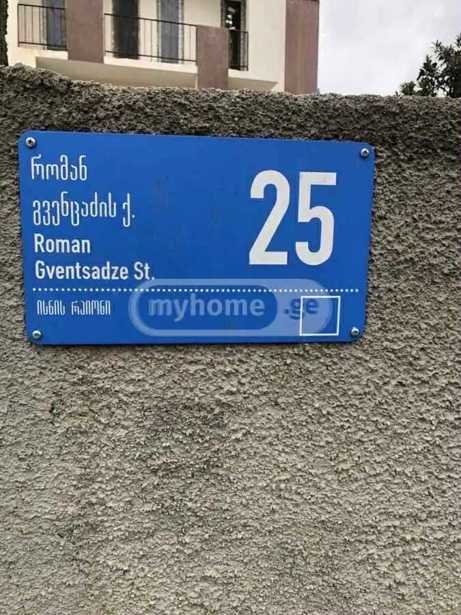 რომან
გვენცაძის ქ.
Roman
Gventsadze St.
25
ისნის რაიონი
myhome.ge